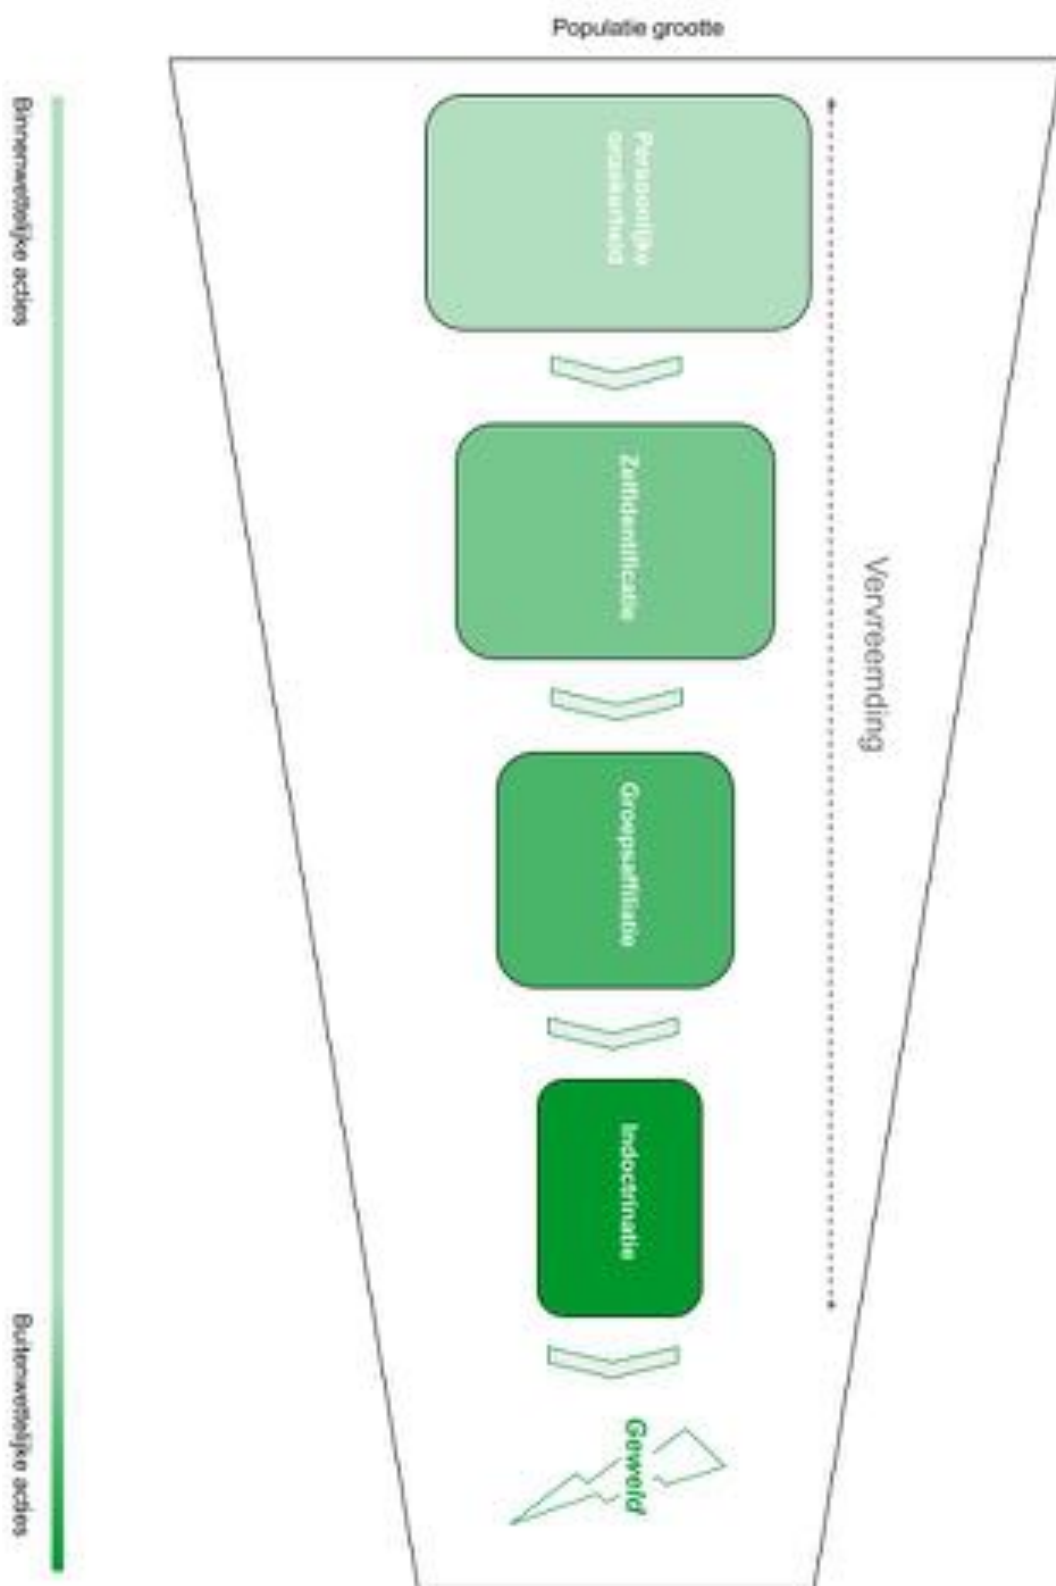 Populatie grootte
Vervreemding
Persoonlijke
onzekerheid
Zelfidentificatie
Groepsaffiliatie
Indoctrinatie
Geweld
Binnenwettelijke acties
Buitenwettelijke acties